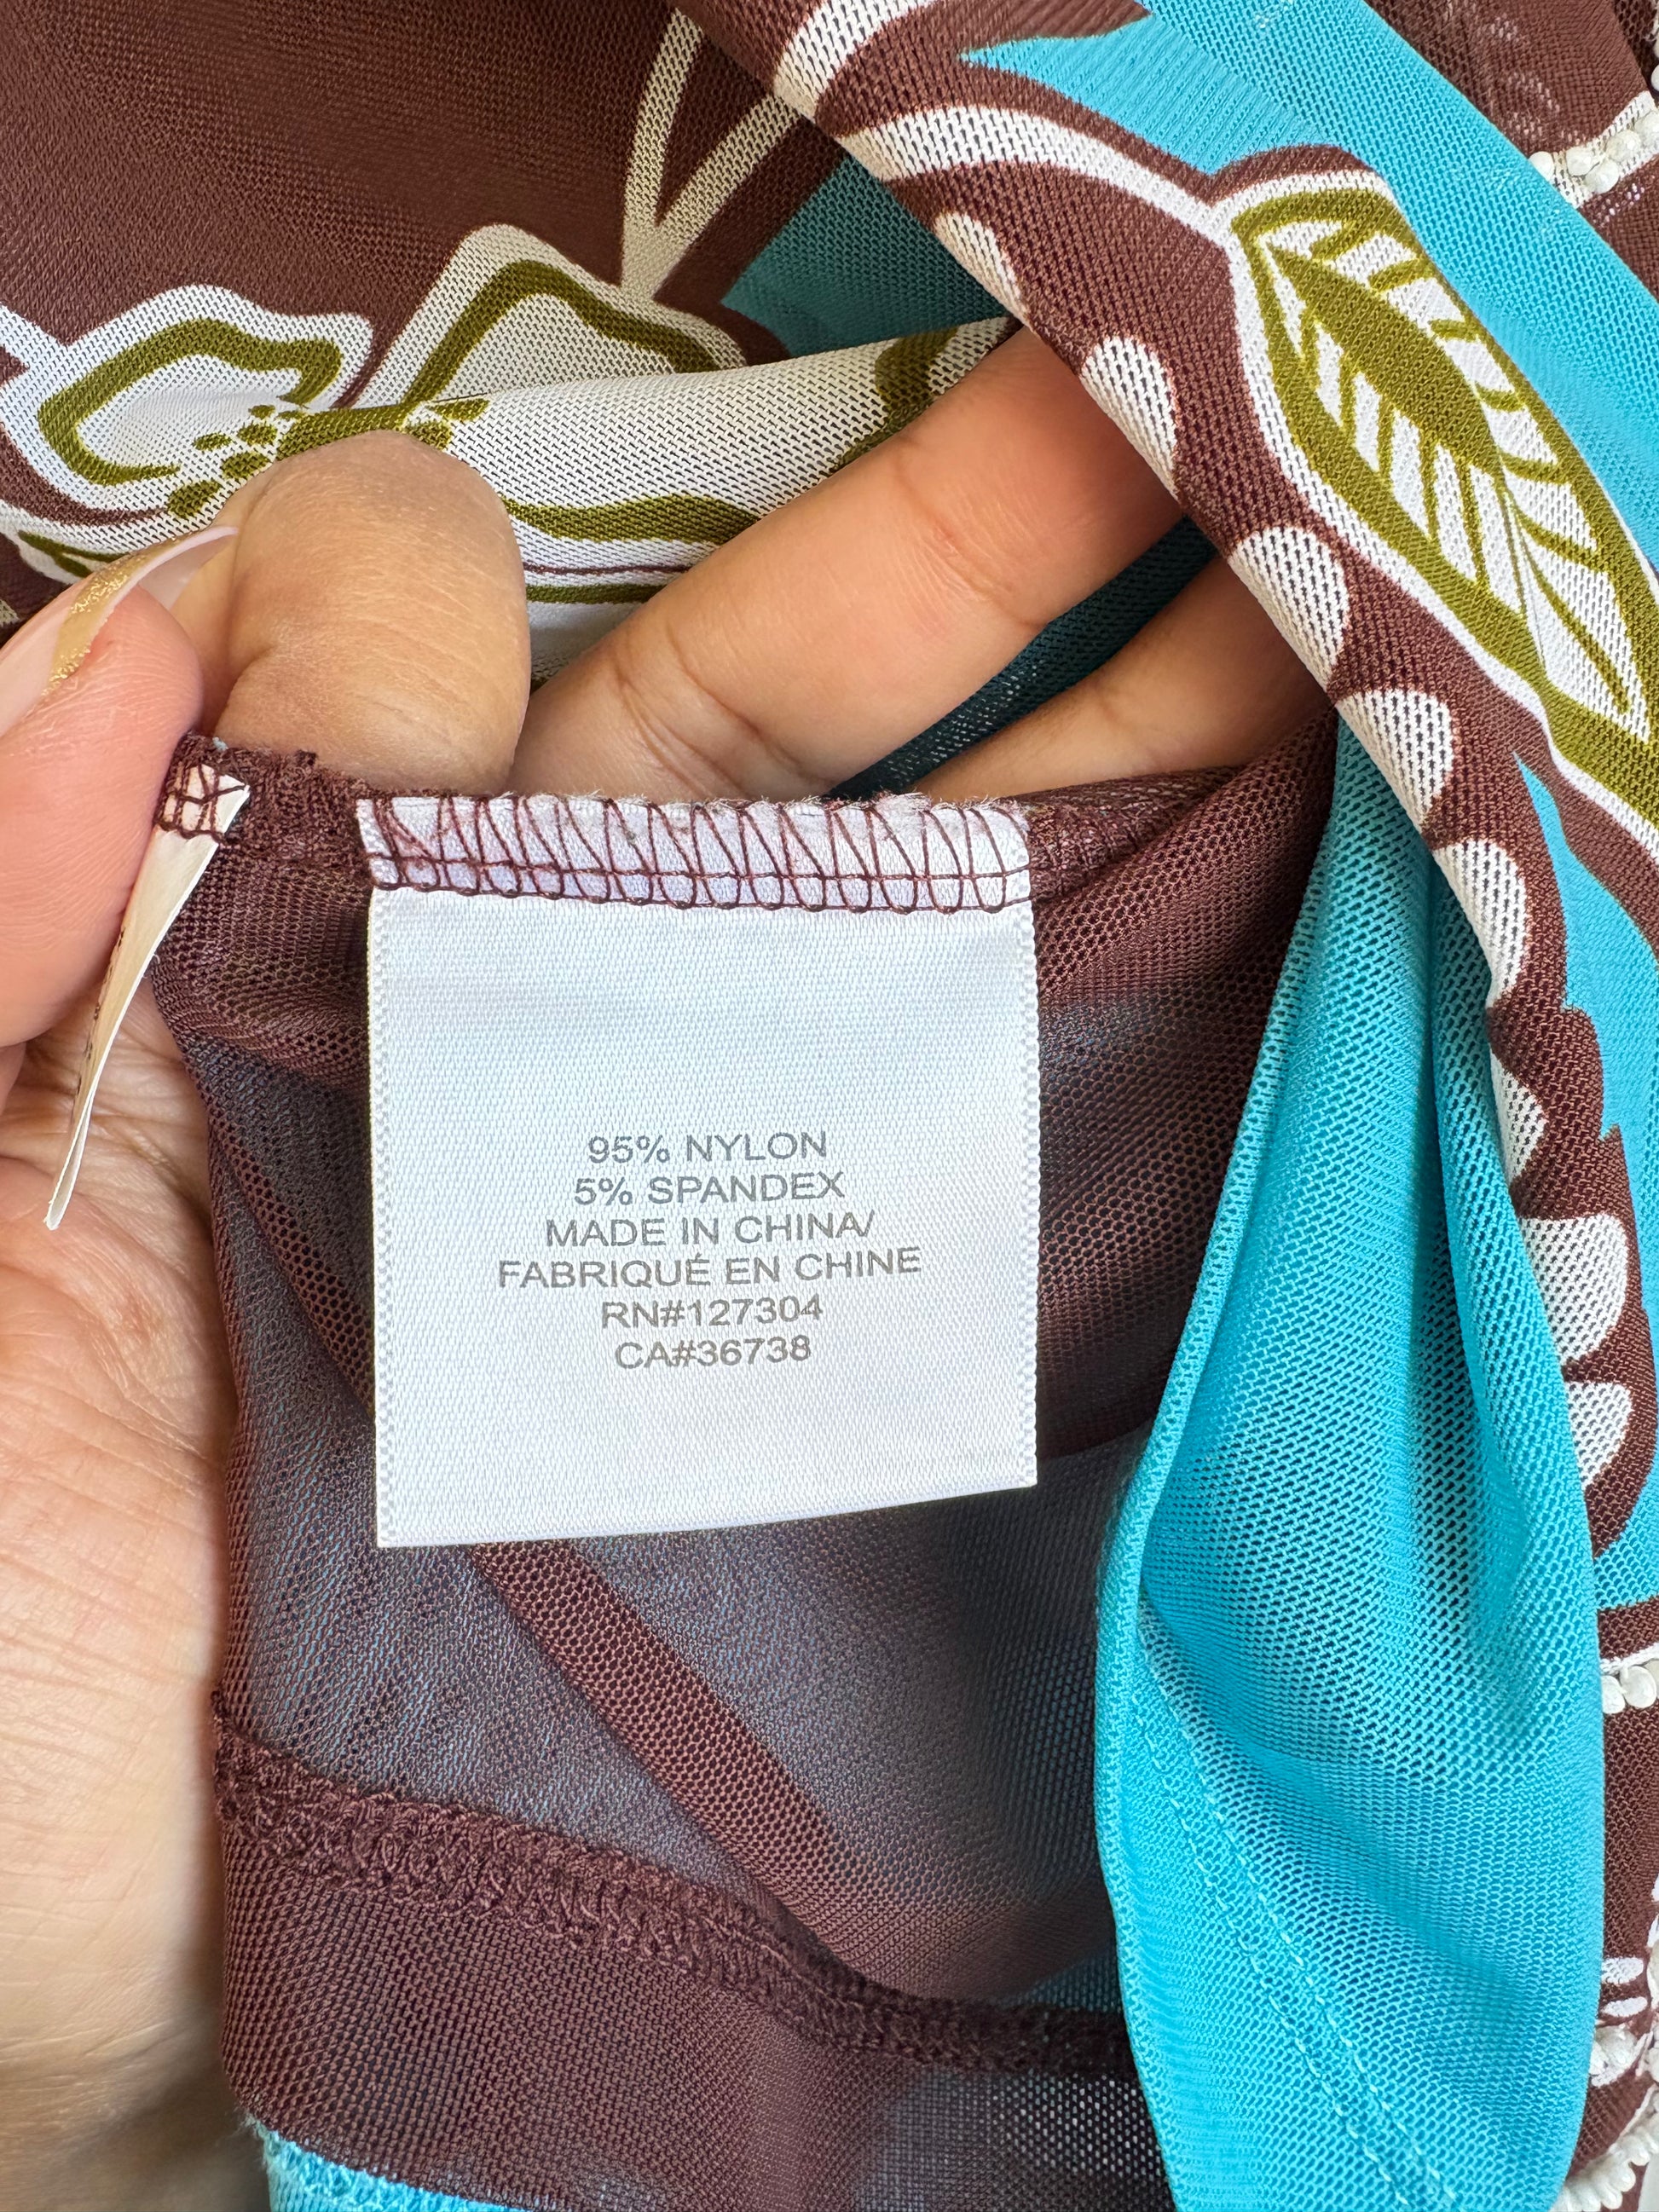 95% NYLON
5% SPANDEX
MADE IN CHINA/
FABRIQUÉ EN CHINE
RN#127304
CA#36738